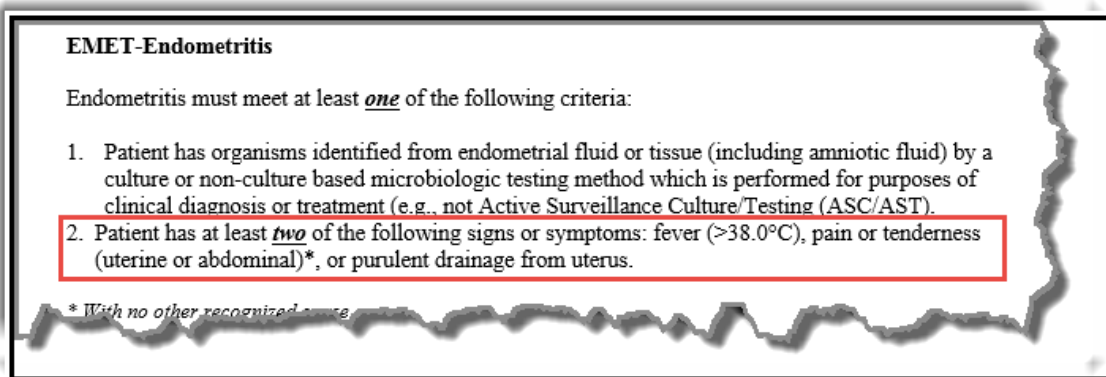 EMET-Endometritis
Endometritis must meet at least one of the following criteria:
1. Patient has organisms identified from endometrial fluid or tissue (including amniotic fluid) by a
culture or non-culture based microbiologic testing method which is performed for purposes of
clinical diagnosis or treatment (e.g., not Active Surveillance Culture/Testing (ASC/AST).
2. Patient has at least two of the following signs or symptoms: fever (>38.0°C), pain or tenderness
(uterine or abdominal)*, or purulent drainage from uterus.
* With no other recognized